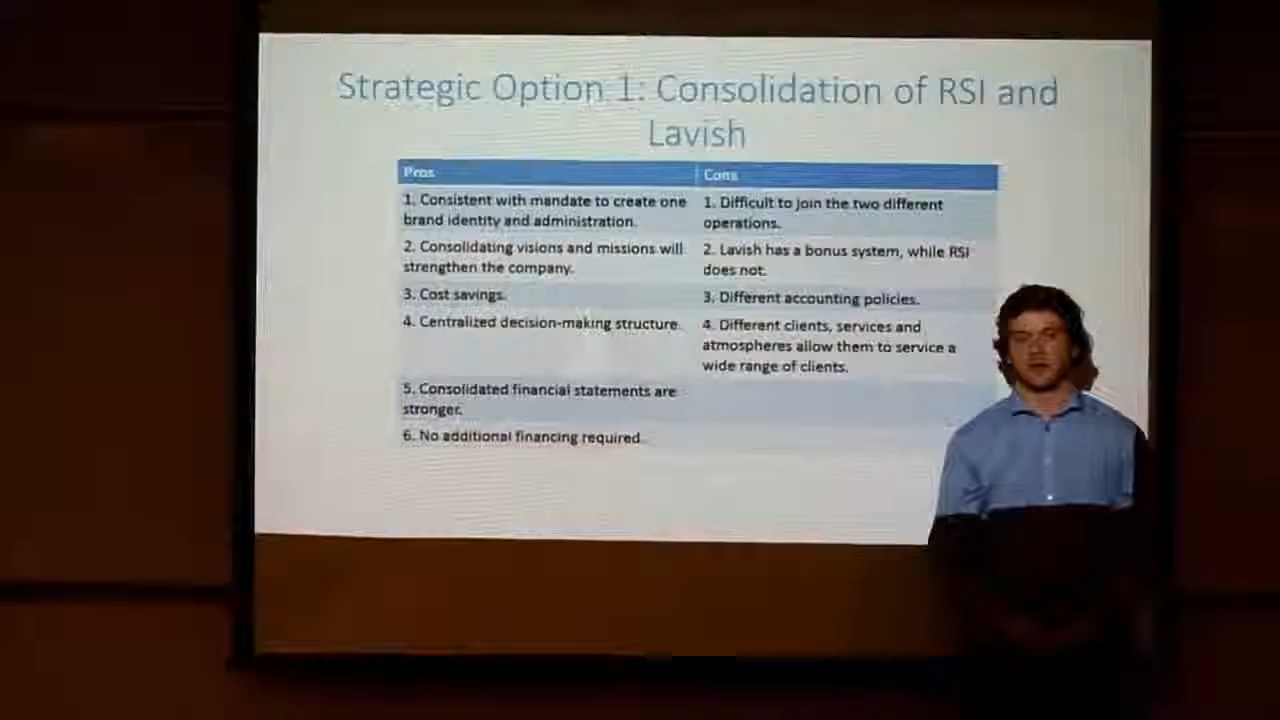 Strategic Option 1: Consolidation of RSI and
Lavish
Pros
Cons
1. Consistent with mandate to create one
brand identity and administration.
1. Difficult to join the two different
operations.
2. Consolidating visions and missions will
strengthen the company.
2. Lavish has a bonus system, while RSI
does not.
3. Cost savings.
3. Different accounting policies.
4. Centralized decision-making structure.
4. Different clients, services and
atmospheres allow them to service a
wide range of clients.
5. Consolidated financial statements are
stronger.
6. No additional financing required.